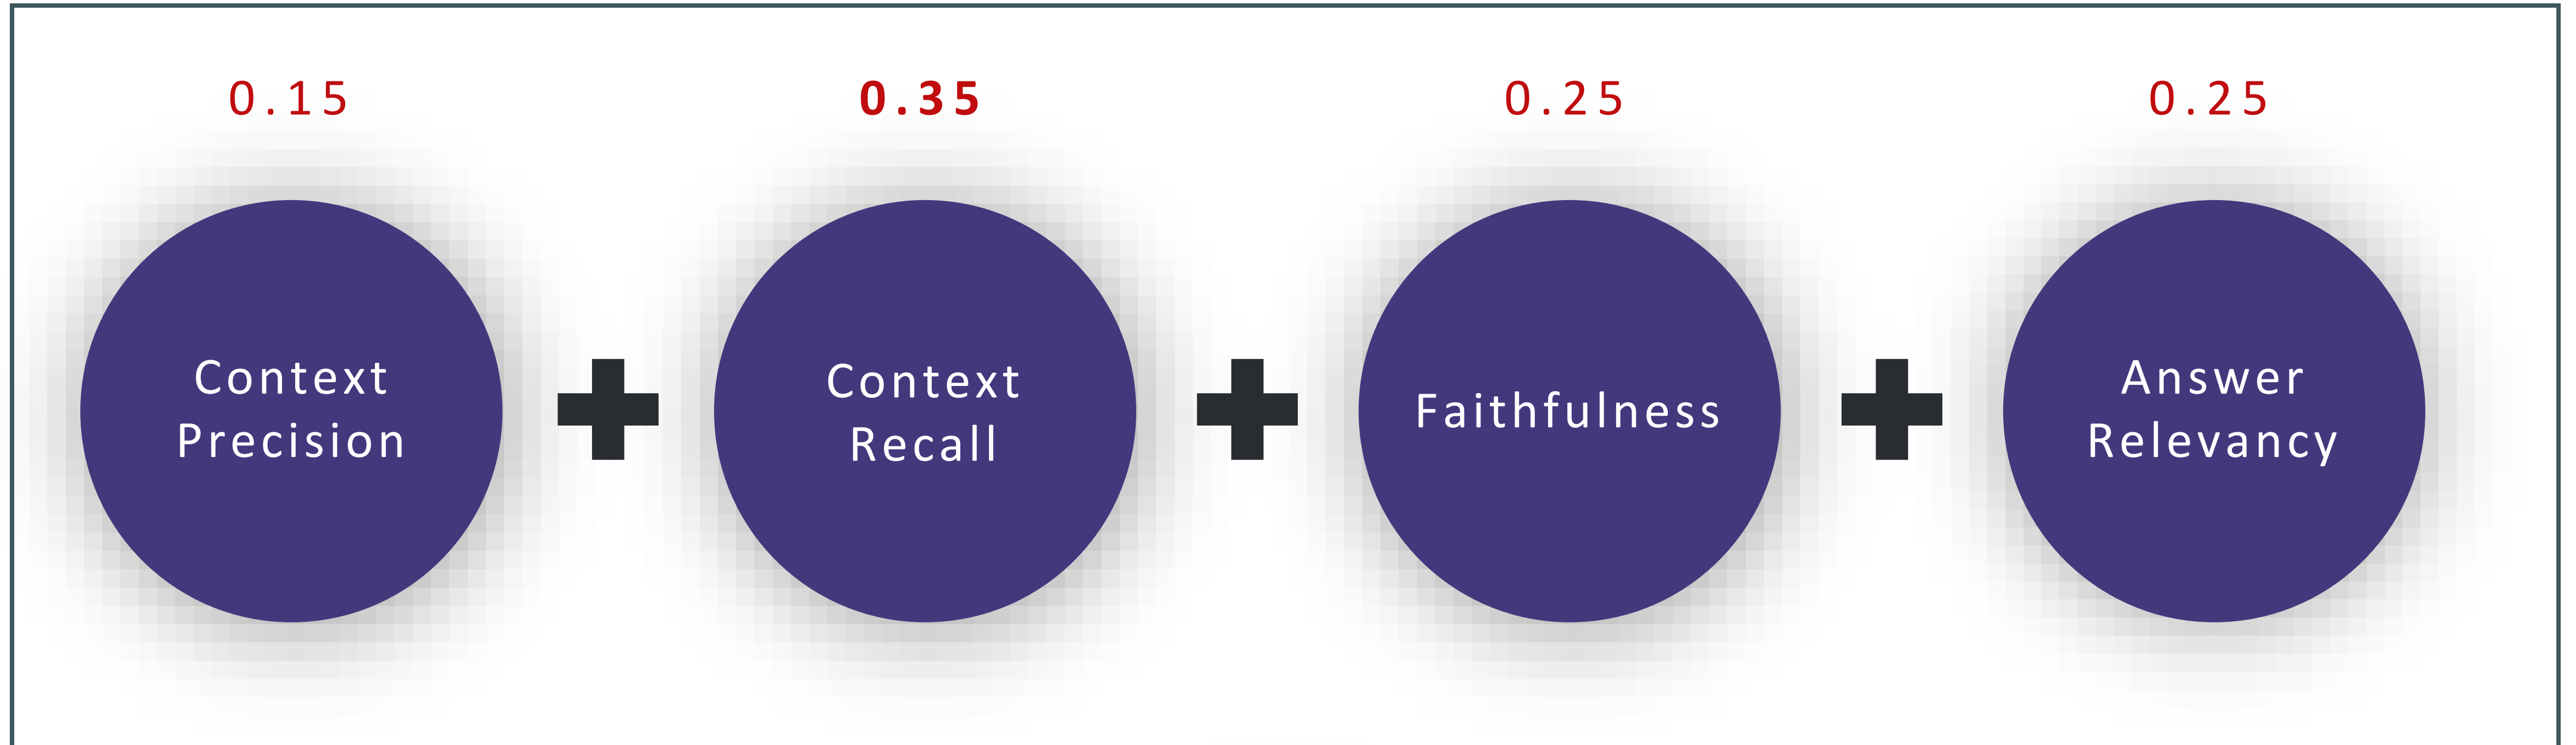 0.15
0.35
0.25
0.25
Context
Precision
Context
Recall
Faithfulness
Answer
Relevancy